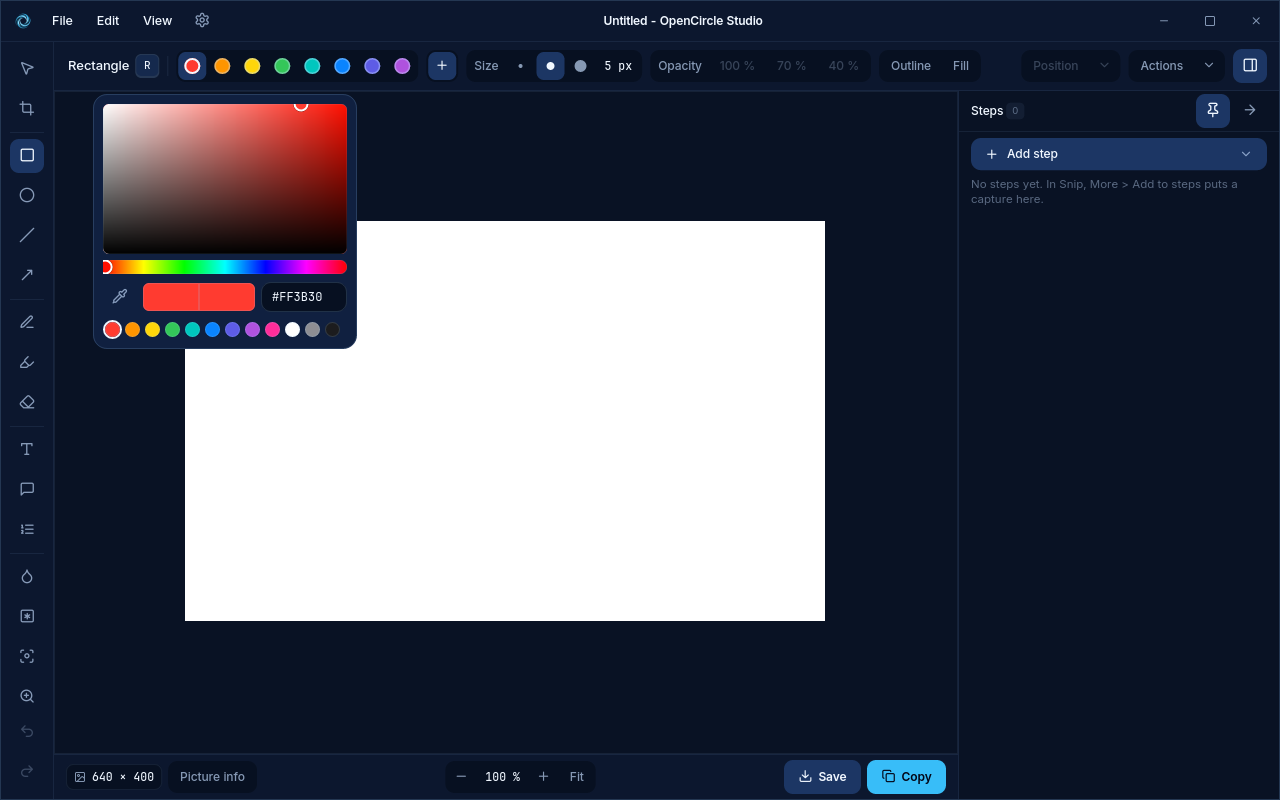 File Edit View
Untitled - OpenCircle Studio
Rectangle R
Size 5 px
Opacity 100 % 70 % 40 %
Outline Fill
Position
Actions
#FF3B30
Steps 0
Add step
No steps yet. In Snip, More > Add to steps puts a
capture here.
640 × 400
Picture info
100 %
Fit
Save
Copy